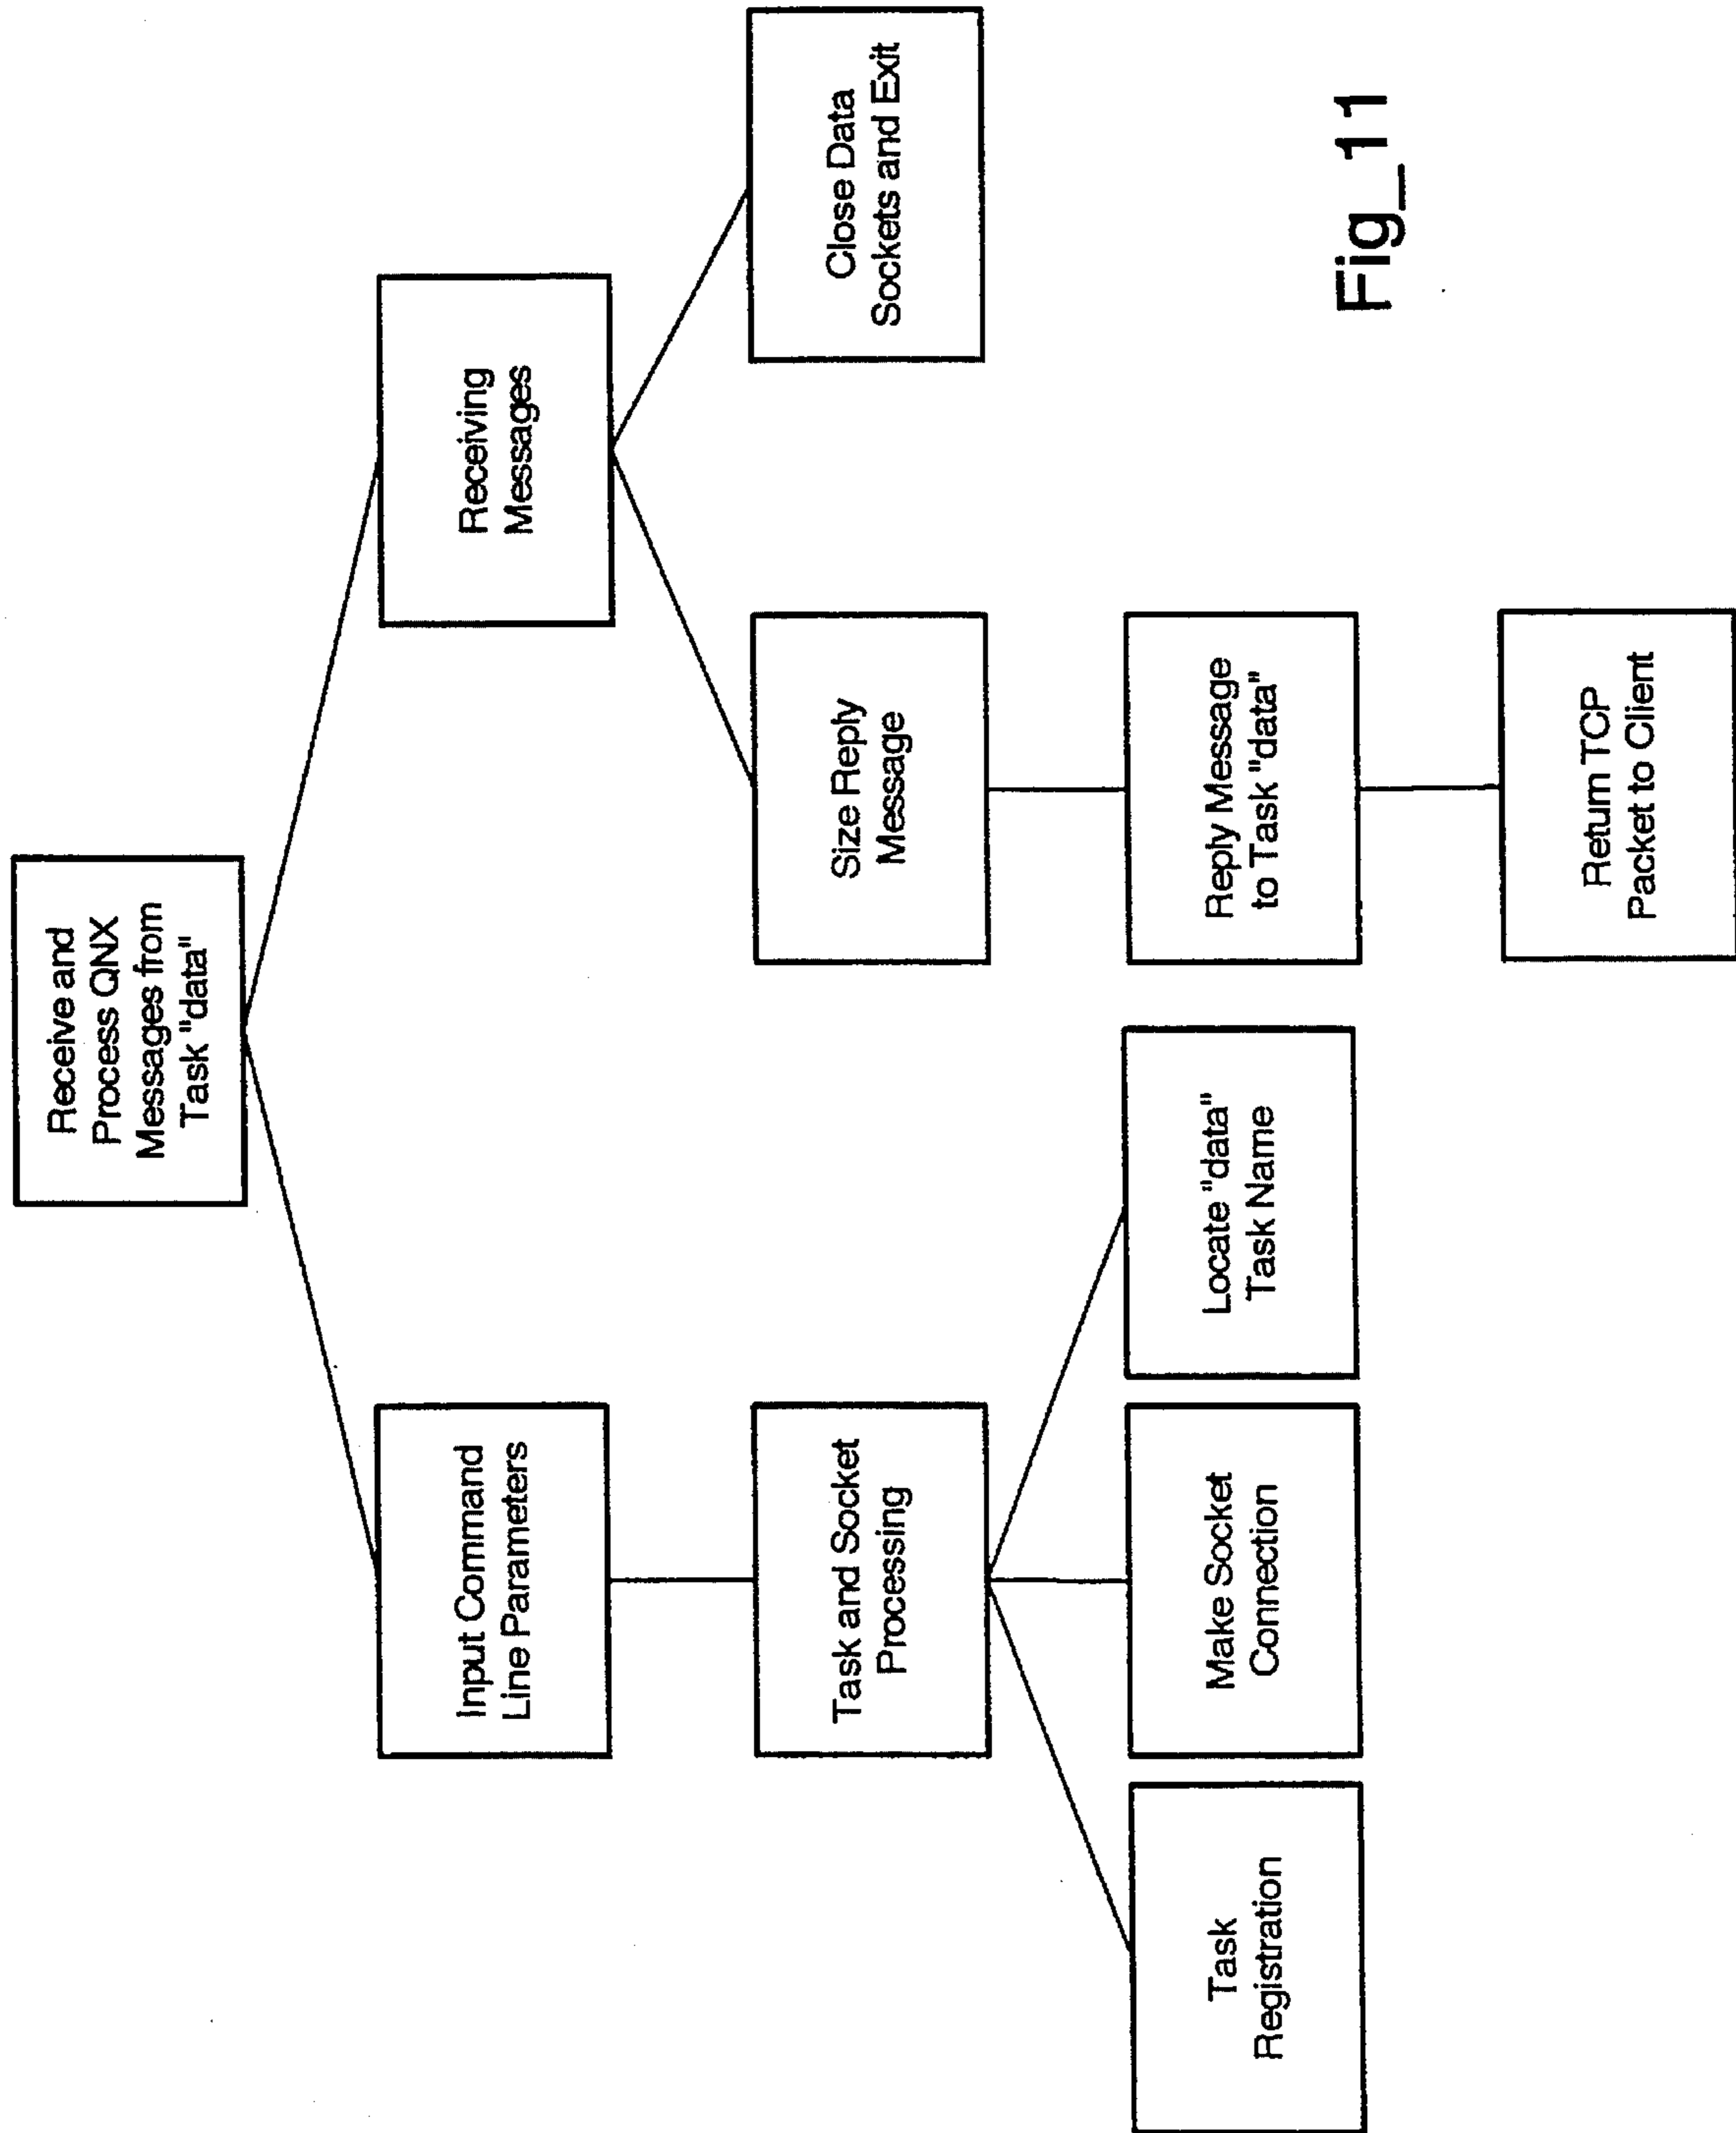 Receive and
Process QNX
Messages from
Task "data"
Input Command
Line Parameters
Receiving
Messages
Task and Socket
Processing
Size Reply
Message
Close Data
Sockets and Exit
Task
Registration
Make Socket
Connection
Locate "data"
Task Name
Reply Message
to Task "data"
Return TCP
Packet to Client
Fig_11